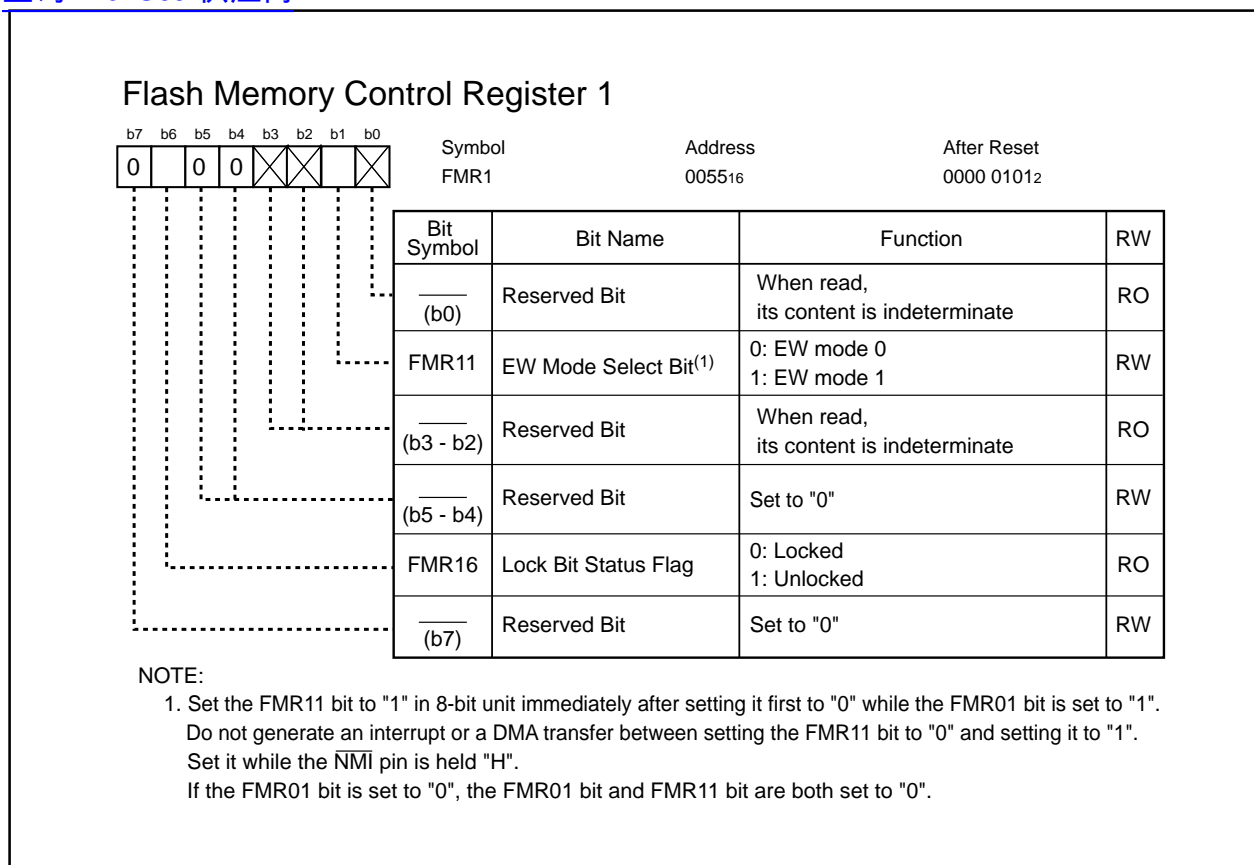 Flash Memory Control Register 1
b7 b6 b5 b4 b3 b2 b1 b0
Symbol Address After Reset
0 0 0
FMR1 005516 0000 01012
Bit Symbol Bit Name Function RW
(b0) Reserved Bit When read, its content is indeterminate RO
FMR11 EW Mode Select Bit(1) 0: EW mode 0
1: EW mode 1 RW
(b3 - b2) Reserved Bit When read, its content is indeterminate RO
(b5 - b4) Reserved Bit Set to "0" RW
FMR16 Lock Bit Status Flag 0: Locked
1: Unlocked RO
(b7) Reserved Bit Set to "0" RW
NOTE:
1. Set the FMR11 bit to "1" in 8-bit unit immediately after setting it first to "0" while the FMR01 bit is set to "1".
Do not generate an interrupt or a DMA transfer between setting the FMR11 bit to "0" and setting it to "1".
Set it while the NMI pin is held "H".
If the FMR01 bit is set to "0", the FMR01 bit and FMR11 bit are both set to "0".